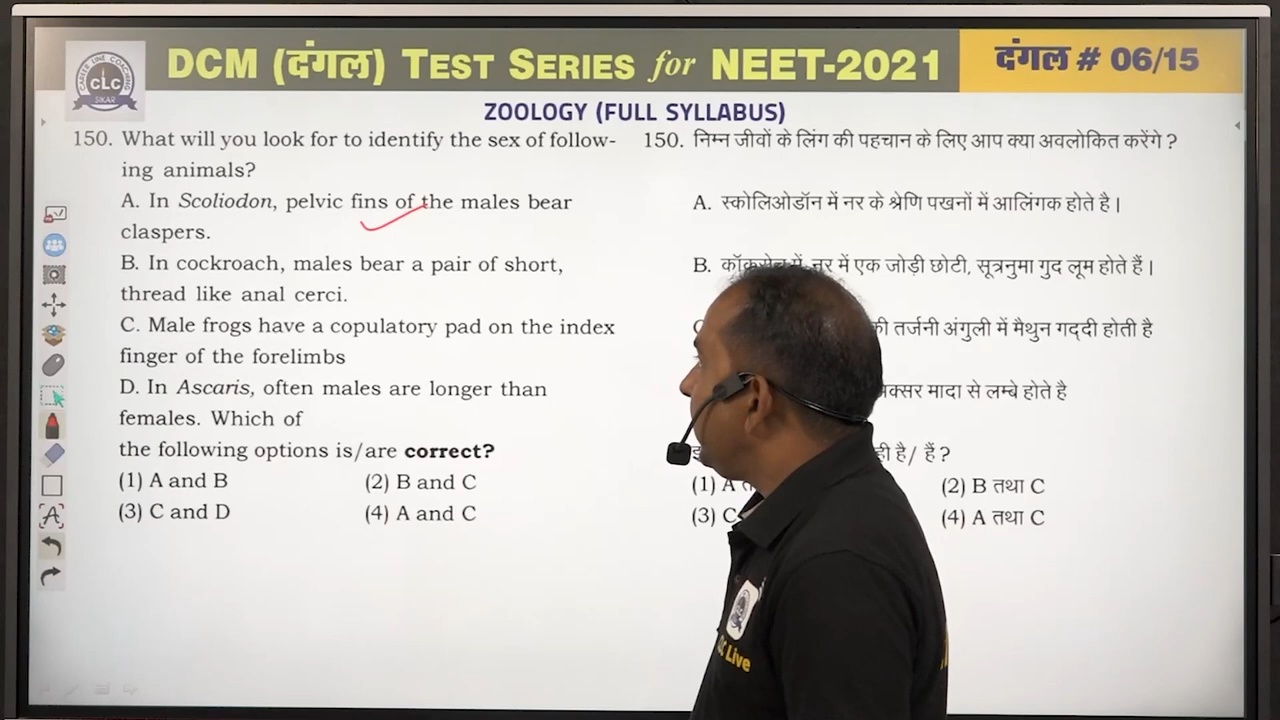 DCM (दंगल) TEST SERIES for NEET-2021
दंगल # 06/15
CLC
SIKAR
ZOOLOGY (FULL SYLLABUS)
150. What will you look for to identify the sex of follow-
ing animals?
A. In Scoliodon, pelvic fins of the males bear
claspers.
B. In cockroach, males bear a pair of short,
thread like anal cerci.
C. Male frogs have a copulatory pad on the index
finger of the forelimbs
D. In Ascaris, often males are longer than
females. Which of
the following options is/are correct?
(1) A and B (2) B and C
(3) C and D (4) A and C
150. निम्न जीवों के लिंग की पहचान के लिए आप क्या अवलोकित करेंगे ?
A. स्कोलिओडॉन में नर के श्रेणि पखनों में आलिंगक होते है।
B. नर में एक जोड़ी छोटी, सूत्रनुमा गुद लूम होते हैं।
की तर्जनी अंगुली में मैथुन गद्दी होती है
मादा से लम्बे होते है
है/ हैं ?
(1) A (2) B तथा C
(3) C (4) A तथा C
Live